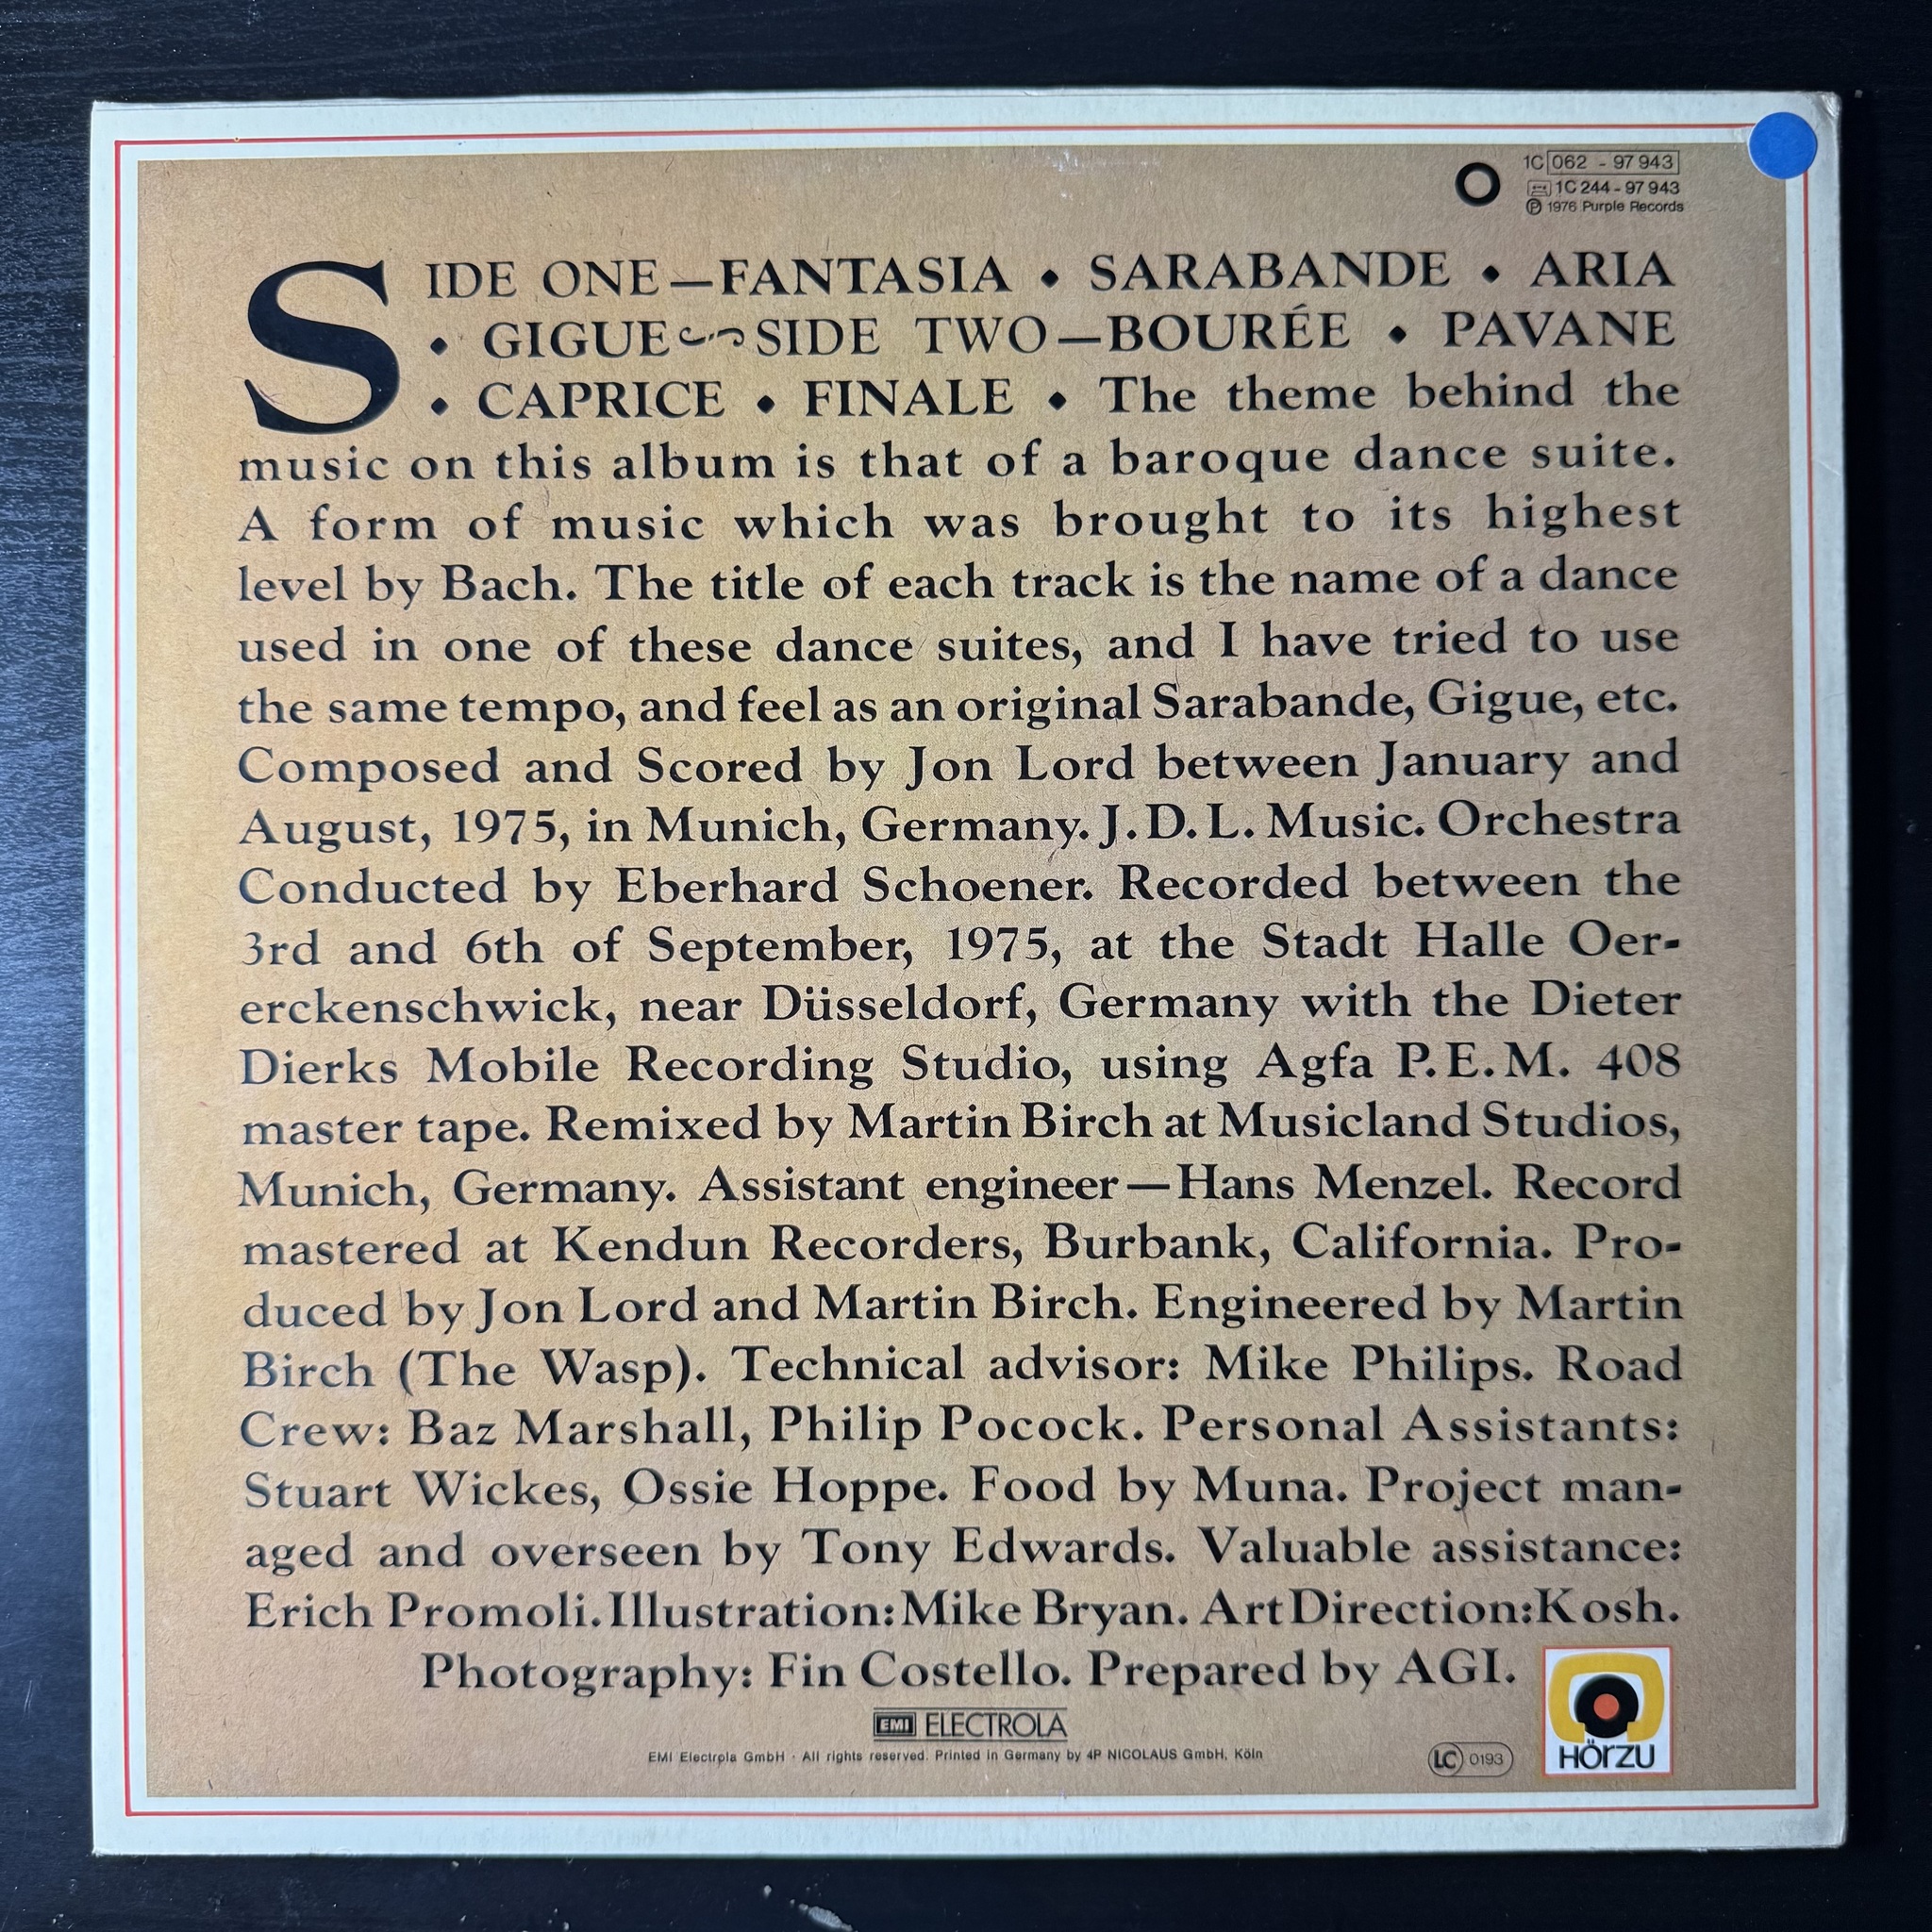 1C 062 - 97 943
1C 244 - 97 943
Ⓟ 1976 Purple Records
SIDE ONE—FANTASIA • SARABANDE • ARIA
• GIGUE SIDE TWO—BOURÉE • PAVANE
• CAPRICE • FINALE • The theme behind the
music on this album is that of a baroque dance suite.
A form of music which was brought to its highest
level by Bach. The title of each track is the name of a dance
used in one of these dance suites, and I have tried to use
the same tempo, and feel as an original Sarabande, Gigue, etc.
Composed and Scored by Jon Lord between January and
August, 1975, in Munich, Germany. J.D.L. Music. Orchestra
Conducted by Eberhard Schoener. Recorded between the
3rd and 6th of September, 1975, at the Stadt Halle Oer-
erckenschwick, near Düsseldorf, Germany with the Dieter
Dierks Mobile Recording Studio, using Agfa P.E.M. 408
master tape. Remixed by Martin Birch at Musicland Studios,
Munich, Germany. Assistant engineer—Hans Menzel. Record
mastered at Kendun Recorders, Burbank, California. Pro-
duced by Jon Lord and Martin Birch. Engineered by Martin
Birch (The Wasp). Technical advisor: Mike Philips. Road
Crew: Baz Marshall, Philip Pocock. Personal Assistants:
Stuart Wickes, Ossie Hoppe. Food by Muna. Project man-
aged and overseen by Tony Edwards. Valuable assistance:
Erich Promoli. Illustration: Mike Bryan. Art Direction: Kosh.
Photography: Fin Costello. Prepared by AGI.
EMI ELECTROLA
EMI Electrola GmbH · All rights reserved. Printed in Germany by 4P NICOLAUS GmbH, Köln
LC 0193
HÖRZU